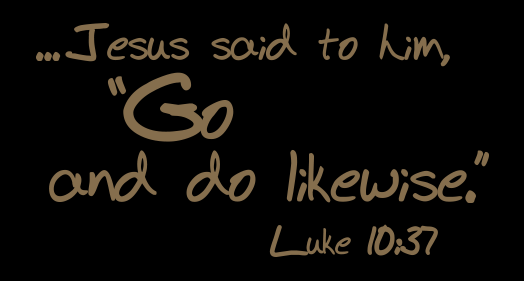 ...Jesus said to him,
"Go
and do likewise."
Luke 10:37